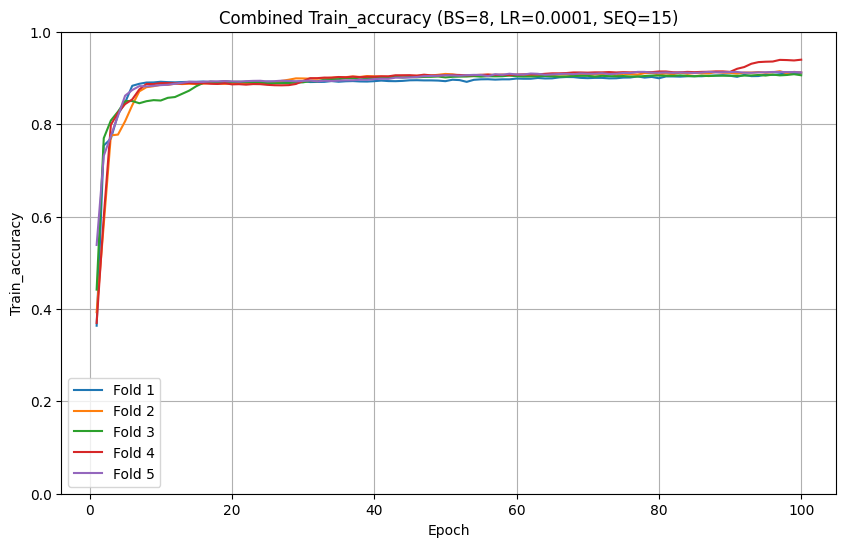 Combined Train_accuracy (BS=8, LR=0.0001, SEQ=15)
1.0
0.8
0.6
0.4
0.2
0.0
Train_accuracy
Fold 1
Fold 2
Fold 3
Fold 4
Fold 5
0 20 40 60 80 100
Epoch